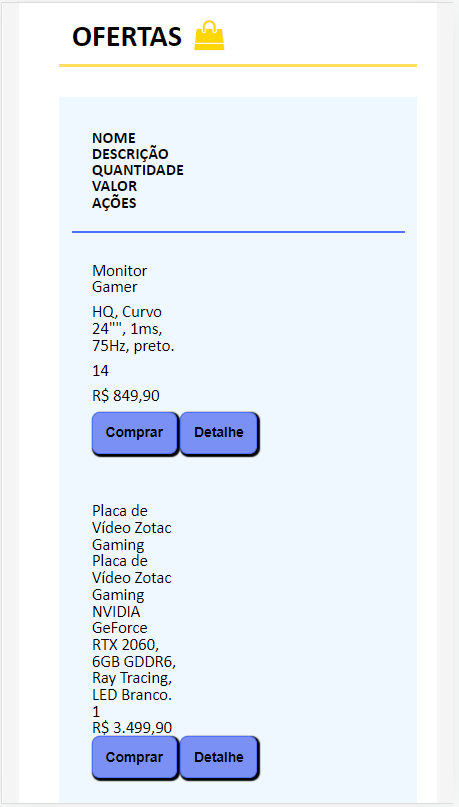 OFERTAS
NOME
DESCRIÇÃO
QUANTIDADE
VALOR
AÇÕES
Monitor
Gamer
HQ, Curvo
24"", 1ms,
75Hz, preto.
14
R$ 849,90
Comprar Detalhe
Placa de
Vídeo Zotac
Gaming
Placa de
Vídeo Zotac
Gaming
NVIDIA
GeForce
RTX 2060,
6GB GDDR6,
Ray Tracing,
LED Branco.
1
R$ 3.499,90
Comprar Detalhe